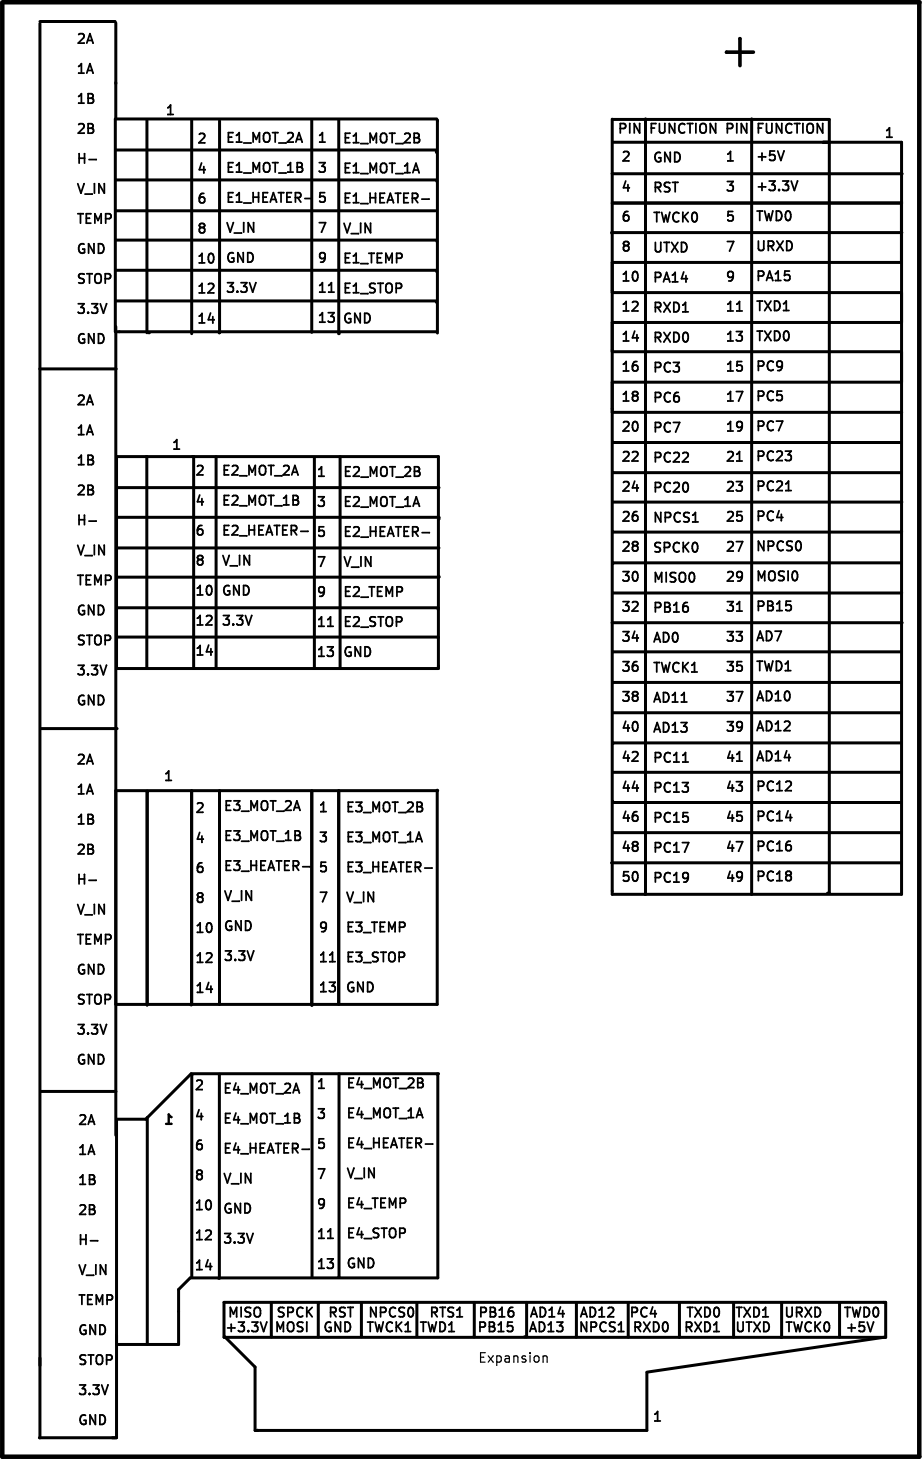 2A
1A
1B
2B
H-
V_IN
TEMP
GND
STOP
3.3V
GND
1
2 E1_MOT_2A 1 E1_MOT_2B
4 E1_MOT_1B 3 E1_MOT_1A
6 E1_HEATER- 5 E1_HEATER-
8 V_IN 7 V_IN
10 GND 9 E1_TEMP
12 3.3V 11 E1_STOP
14 13 GND
2A
1A
1B
2B
H-
V_IN
TEMP
GND
STOP
3.3V
GND
1
2 E2_MOT_2A 1 E2_MOT_2B
4 E2_MOT_1B 3 E2_MOT_1A
6 E2_HEATER- 5 E2_HEATER-
8 V_IN 7 V_IN
10 GND 9 E2_TEMP
12 3.3V 11 E2_STOP
14 13 GND
2A
1A
1B
2B
H-
V_IN
TEMP
GND
STOP
3.3V
GND
1
2 E3_MOT_2A 1 E3_MOT_2B
4 E3_MOT_1B 3 E3_MOT_1A
6 E3_HEATER- 5 E3_HEATER-
8 V_IN 7 V_IN
10 GND 9 E3_TEMP
12 3.3V 11 E3_STOP
14 13 GND
2A
1A
1B
2B
H-
V_IN
TEMP
GND
STOP
3.3V
GND
1
2 E4_MOT_2A 1 E4_MOT_2B
4 E4_MOT_1B 3 E4_MOT_1A
6 E4_HEATER- 5 E4_HEATER-
8 V_IN 7 V_IN
10 GND 9 E4_TEMP
12 3.3V 11 E4_STOP
14 13 GND
PIN FUNCTION PIN FUNCTION
1
2 GND 1 +5V
4 RST 3 +3.3V
6 TWCK0 5 TWD0
8 UTXD 7 URXD
10 PA14 9 PA15
12 RXD1 11 TXD1
14 RXD0 13 TXD0
16 PC3 15 PC9
18 PC6 17 PC5
20 PC7 19 PC7
22 PC22 21 PC23
24 PC20 23 PC21
26 NPCS1 25 PC4
28 SPCK0 27 NPCS0
30 MISO0 29 MOSI0
32 PB16 31 PB15
34 AD0 33 AD7
36 TWCK1 35 TWD1
38 AD11 37 AD10
40 AD13 39 AD12
42 PC11 41 AD14
44 PC13 43 PC12
46 PC15 45 PC14
48 PC17 47 PC16
50 PC19 49 PC18
MISO SPCK RST NPCS0 RTS1 PB16 AD14 AD12 PC4 TXD0 TXD1 URXD TWD0
+3.3V MOSI GND TWCK1 TWD1 PB15 AD13 NPCS1 RXD0 RXD1 UTXD TWCK0 +5V
Expansion
1